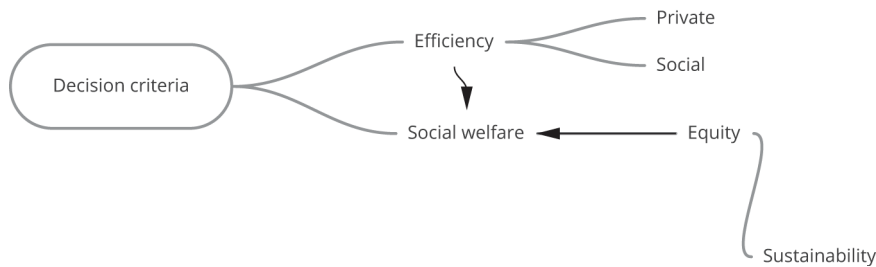 Private
Efficiency
Social
Decision criteria
Social welfare
Equity
Sustainability